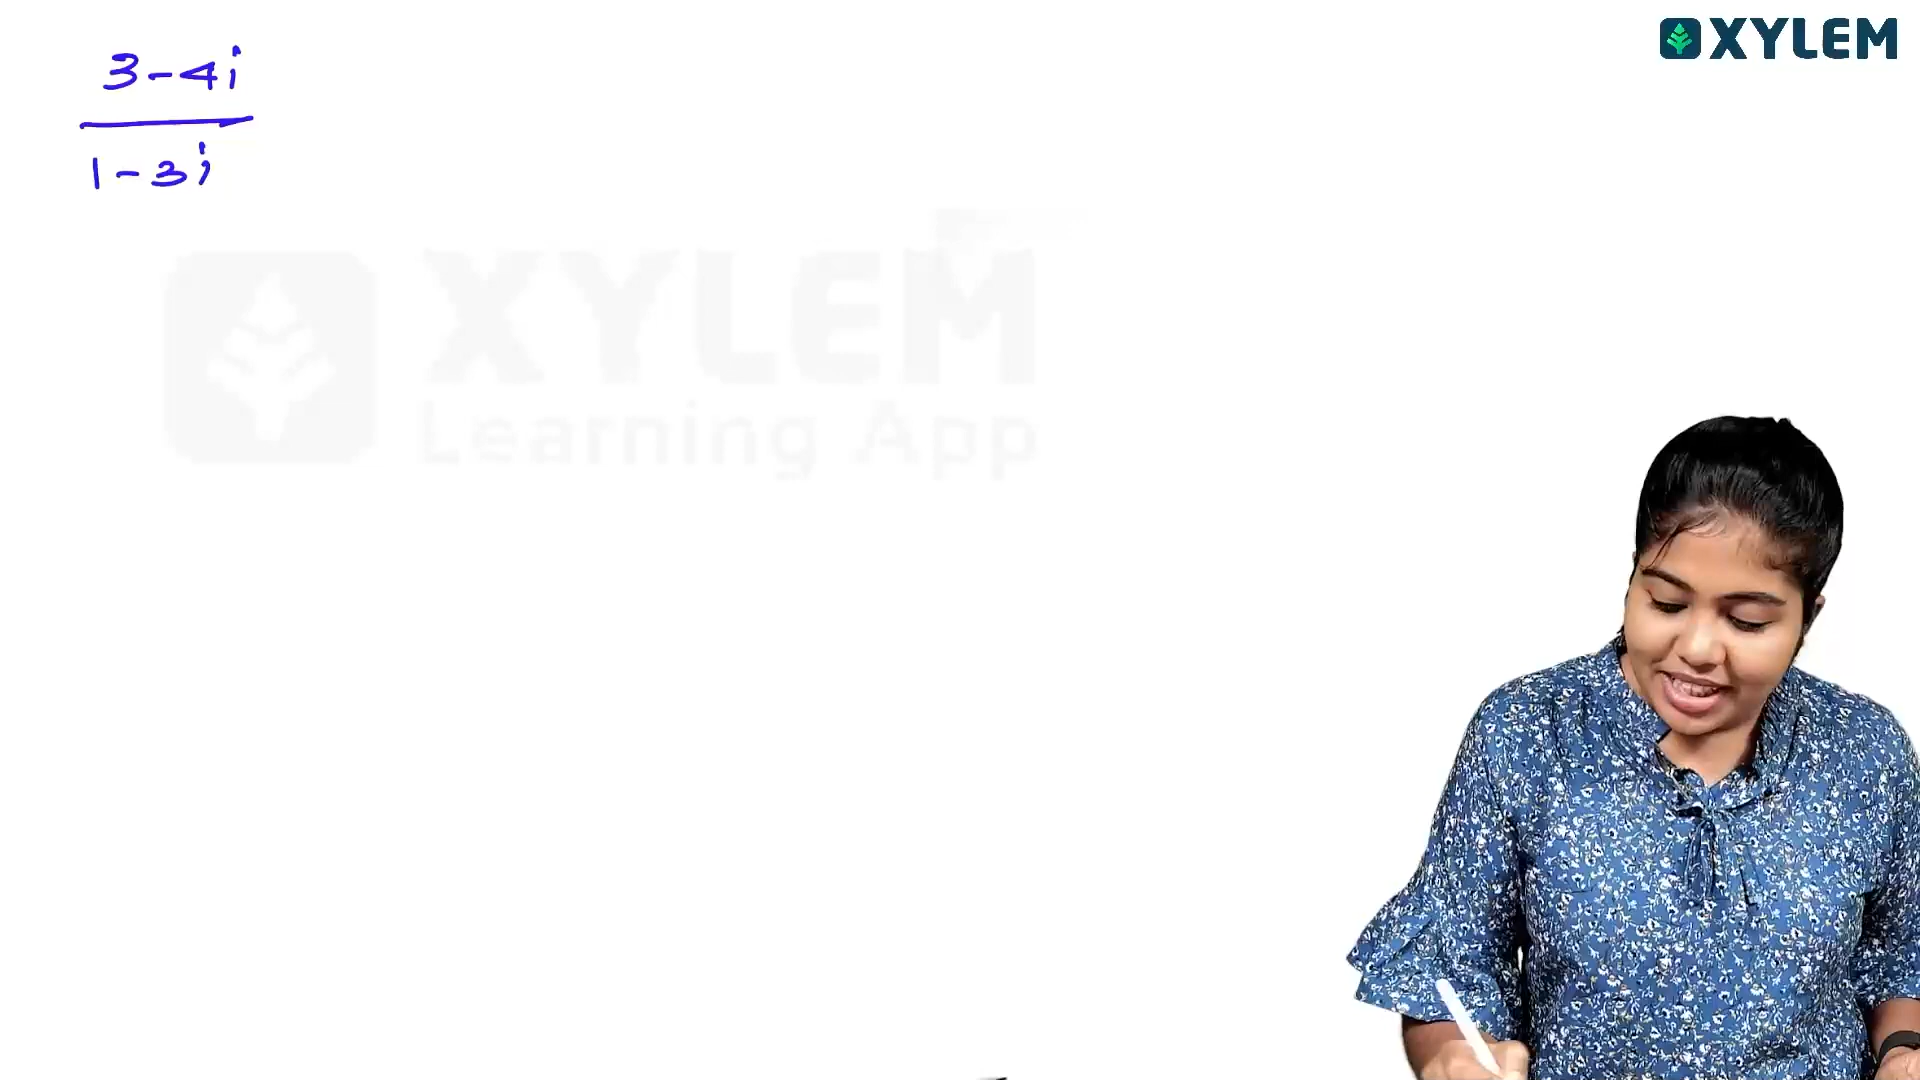 XYLEM
3-4i
1-3i
XYLEM
Learning App